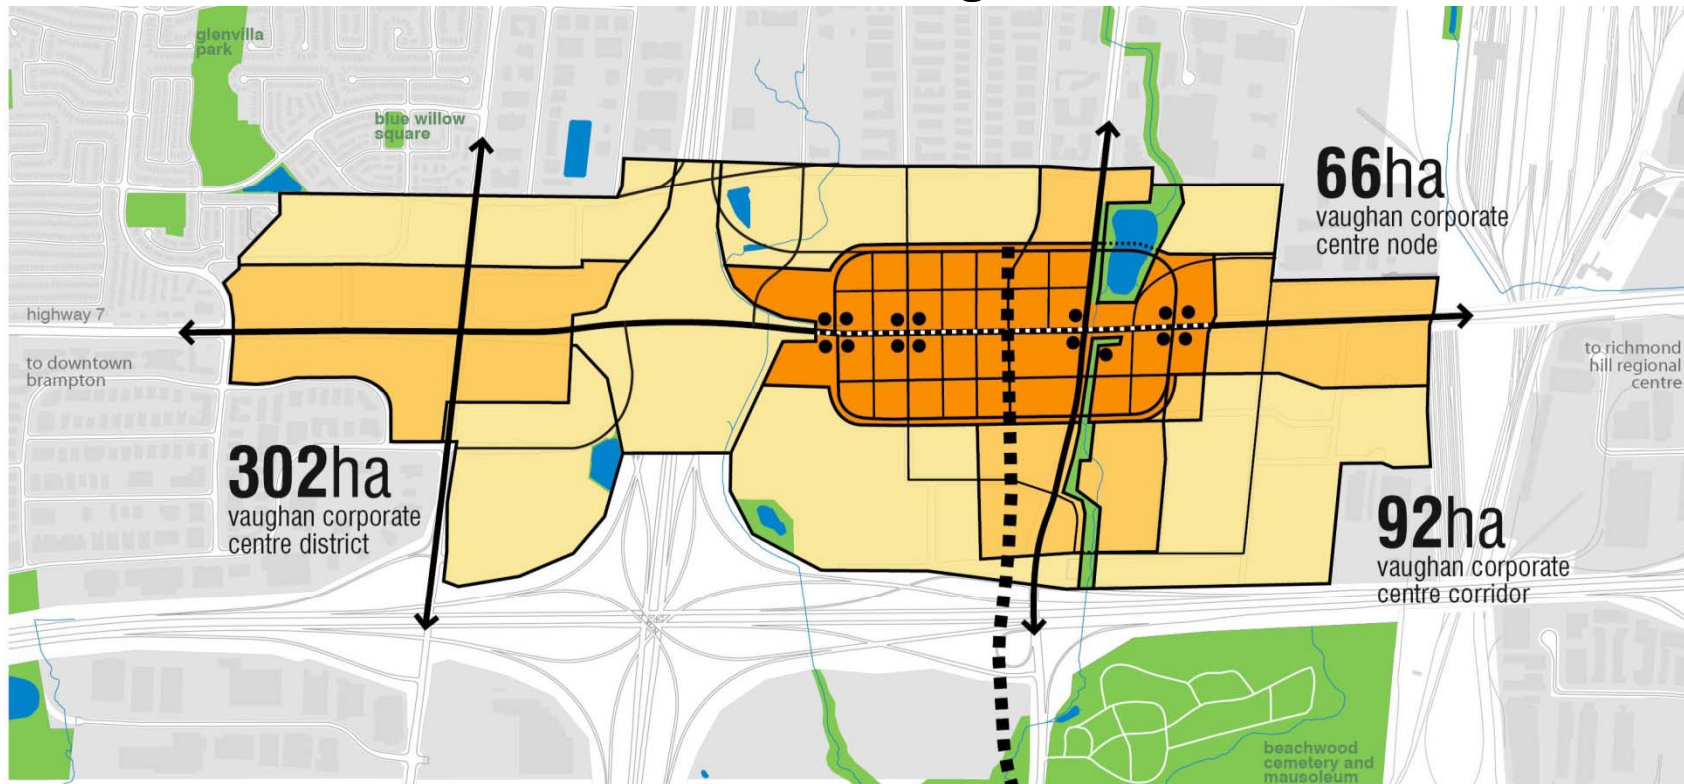 glenvilla
park
blue willow
square
66ha
vaughan corporate
centre node
highway 7
to downtown
brampton
to richmond
hill regional
centre
302ha
vaughan corporate
centre district
92ha
vaughan corporate
centre corridor
beachwood
cemetery and
mausoleum